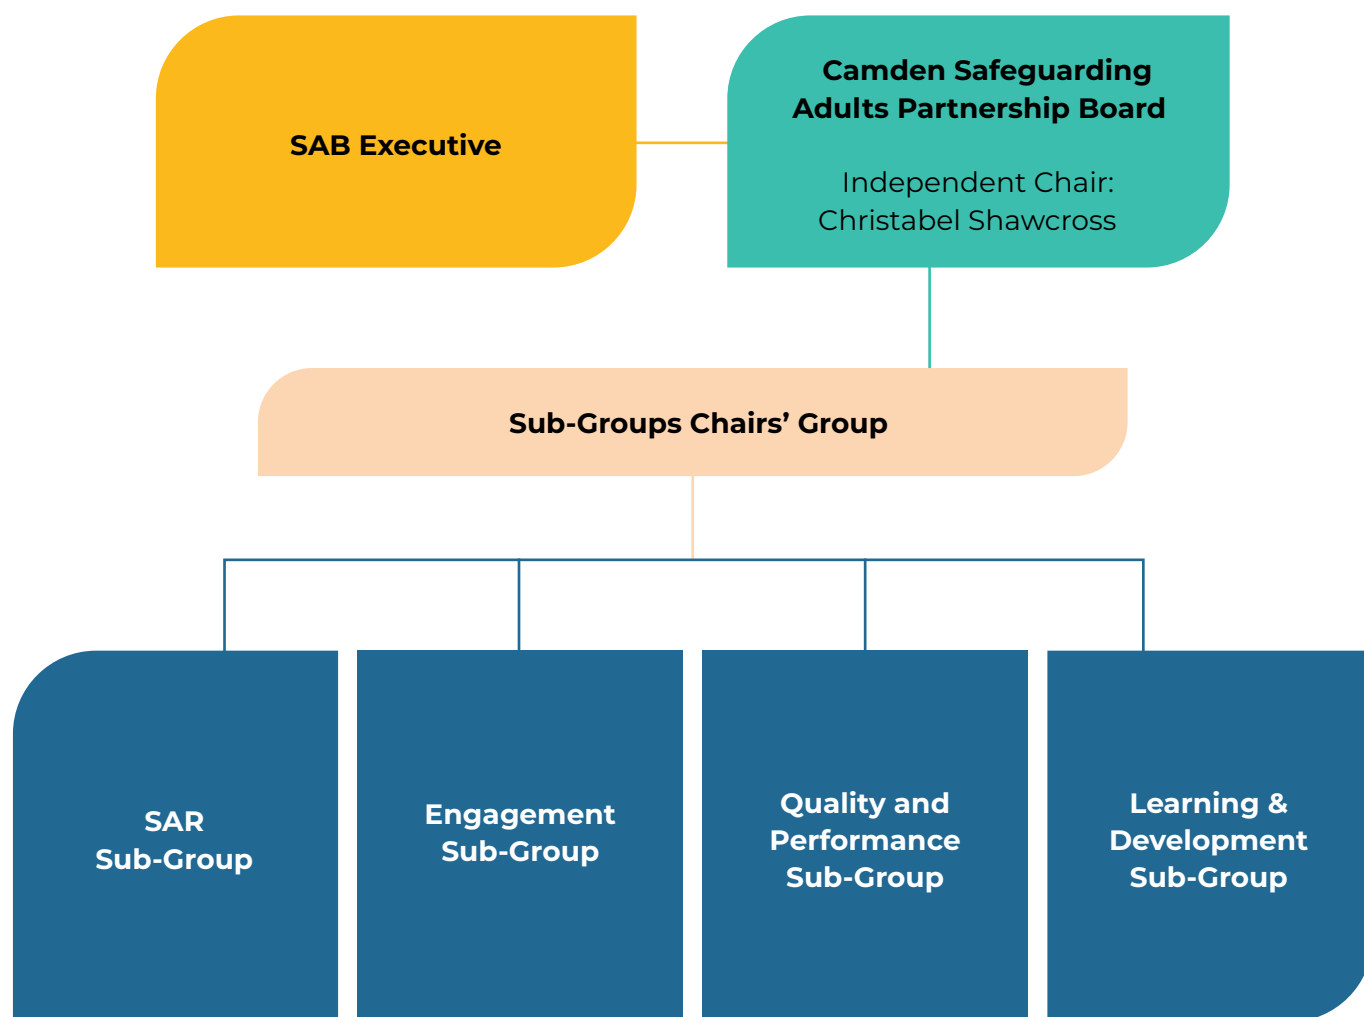 SAB Executive
Camden Safeguarding
Adults Partnership Board
Independent Chair:
Christabel Shawcross
Sub-Groups Chairs’ Group
SAR
Sub-Group
Engagement
Sub-Group
Quality and
Performance
Sub-Group
Learning &
Development
Sub-Group